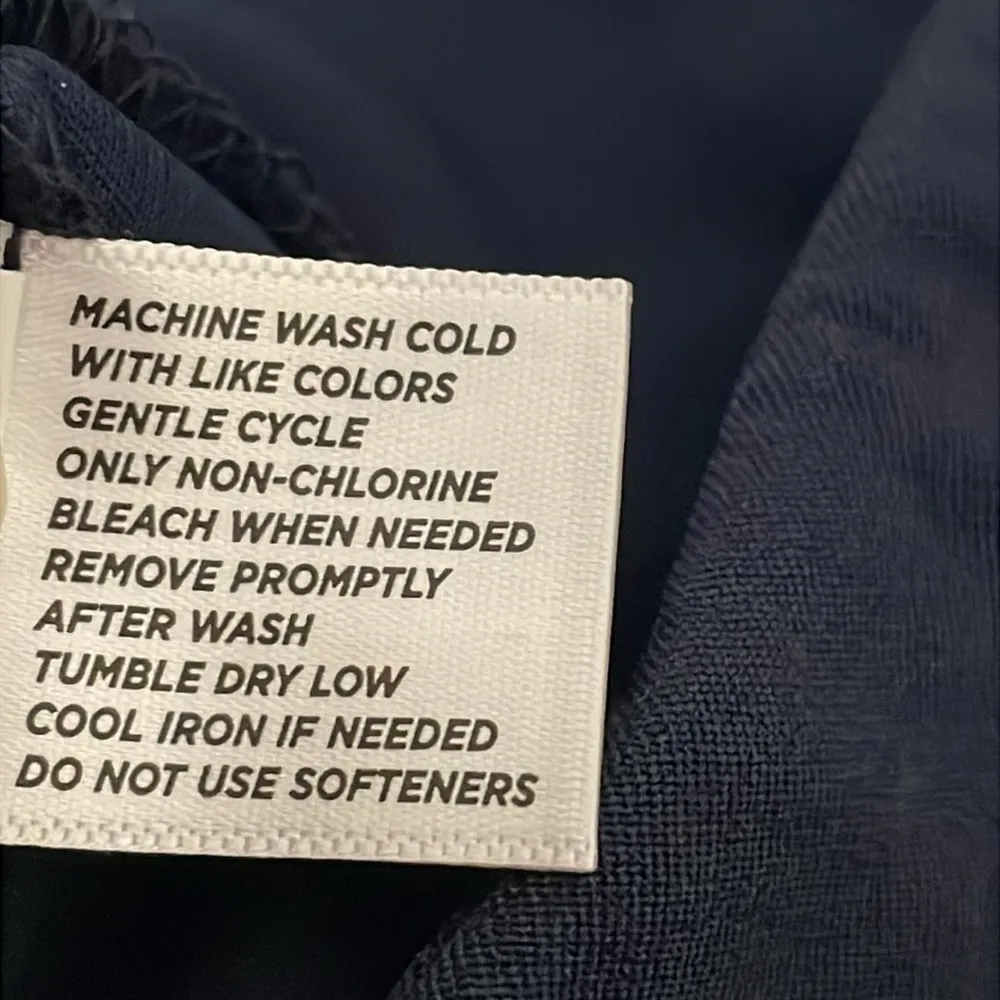 MACHINE WASH COLD
WITH LIKE COLORS
GENTLE CYCLE
ONLY NON-CHLORINE
BLEACH WHEN NEEDED
REMOVE PROMPTLY
AFTER WASH
TUMBLE DRY LOW
COOL IRON IF NEEDED
DO NOT USE SOFTENERS